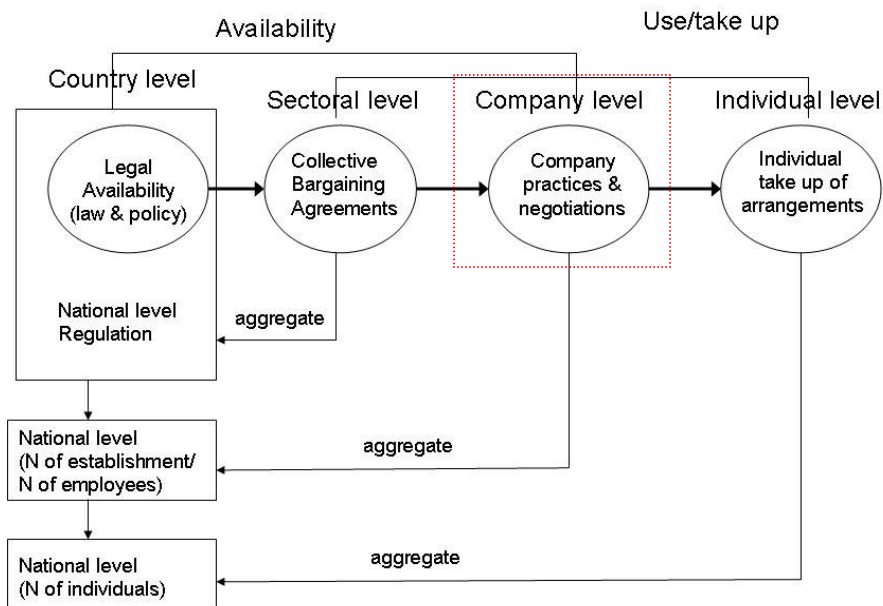 Availability
Use/take up
Country level
Sectoral level
Company level
Individual level
Legal
Availability
(law & policy)
Collective
Bargaining
Agreements
Company
practices &
negotiations
Individual
take up of
arrangements
National level
Regulation
aggregate
National level
(N of establishment/
N of employees)
aggregate
National level
(N of individuals)
aggregate